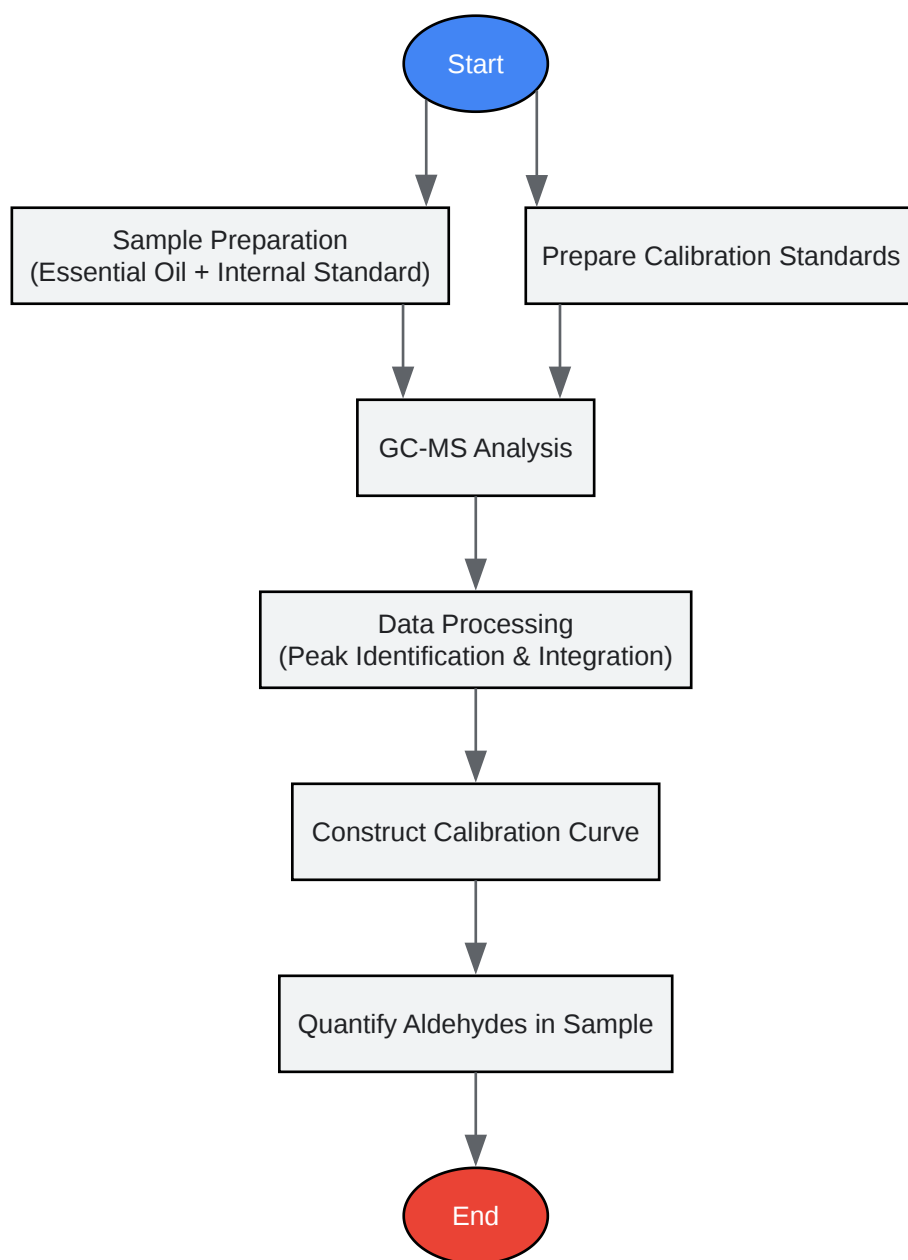 Start
Sample Preparation
(Essential Oil + Internal Standard)
Prepare Calibration Standards
GC-MS Analysis
Data Processing
(Peak Identification & Integration)
Construct Calibration Curve
Quantify Aldehydes in Sample
End